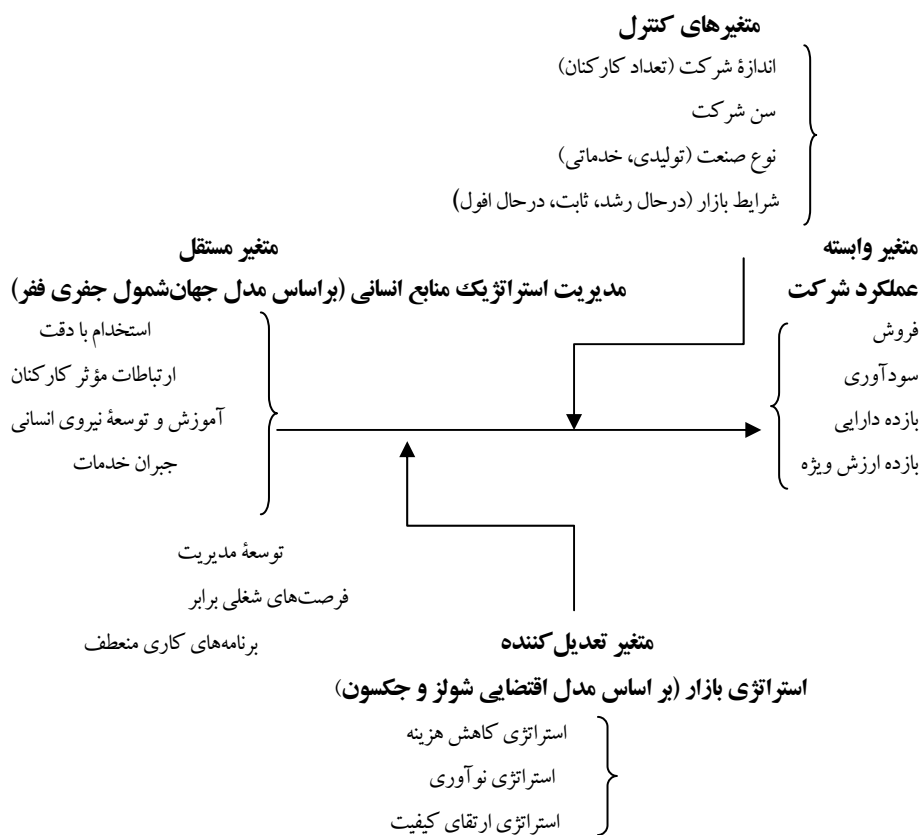 متغیرهای کنترل
اندازهٔ شرکت (تعداد کارکنان)
سن شرکت
نوع صنعت (تولیدی، خدماتی)
شرایط بازار (درحال رشد، ثابت، درحال افول)
متغیر وابسته
عملکرد شرکت
فروش
سودآوری
بازده دارایی
بازده ارزش ویژه
متغیر مستقل
مدیریت استراتژیک منابع انسانی (براساس مدل جهان‌شمول جفری ففر)
استخدام با دقت
ارتباطات مؤثر کارکنان
آموزش و توسعهٔ نیروی انسانی
جبران خدمات
توسعهٔ مدیریت
فرصت‌های شغلی برابر
برنامه‌های کاری منعطف
متغیر تعدیل‌کننده
استراتژی بازار (بر اساس مدل اقتضایی شولز و جکسون)
استراتژی کاهش هزینه
استراتژی نوآوری
استراتژی ارتقای کیفیت